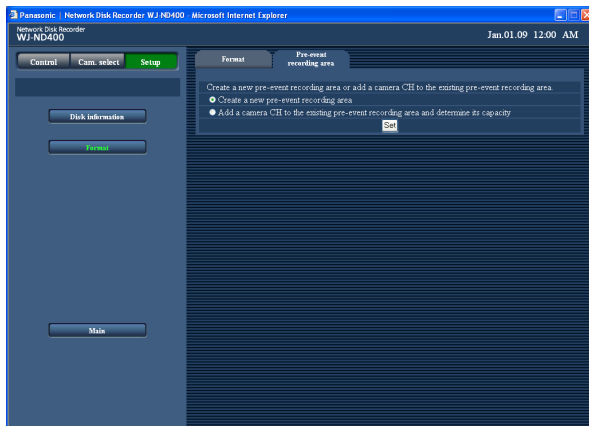 Panasonic | Network Disk Recorder WJ-ND400 - Microsoft Internet Explorer
Network Disk Recorder
WJ-ND400
Jan.01.09 12:00 AM
Control Cam. select Setup
Format
Pre-event
recording area
Create a new pre-event recording area or add a camera CH to the existing pre-event recording area.
Create a new pre-event recording area
Add a camera CH to the existing pre-event recording area and determine its capacity
Set
Disk information
Format
Main